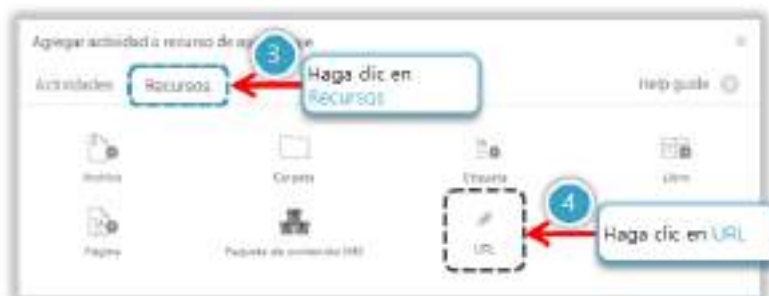 Agregar actividad o recurso de
3
Haga clic en
Recursos
Actividades
Recursos
Help guide
Archivo
Carpeta
Etiqueta
Libro
4
Haga clic en URL
Página
Paquete de contenido IMS
URL